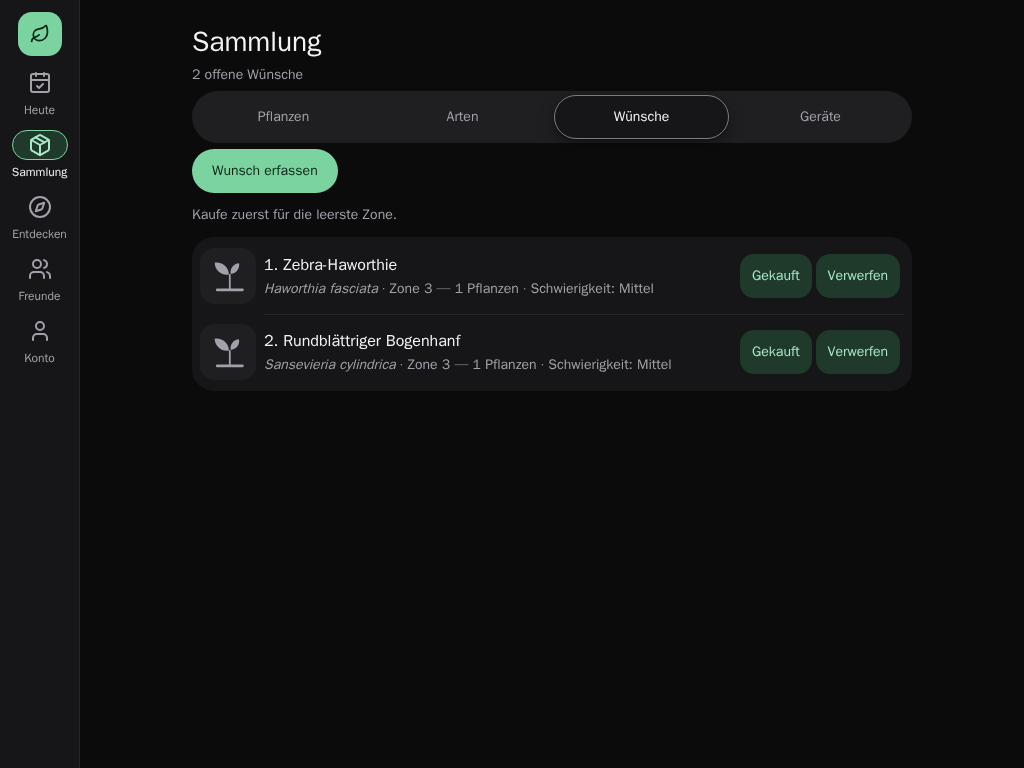 Heute
Sammlung
Entdecken
Freunde
Konto
Sammlung
2 offene Wünsche
Pflanzen
Arten
Wünsche
Geräte
Wunsch erfassen
Kaufe zuerst für die leerste Zone.
1. Zebra-Haworthie
Haworthia fasciata · Zone 3 — 1 Pflanzen · Schwierigkeit: Mittel
Gekauft
Verwerfen
2. Rundblättriger Bogenhanf
Sansevieria cylindrica · Zone 3 — 1 Pflanzen · Schwierigkeit: Mittel
Gekauft
Verwerfen